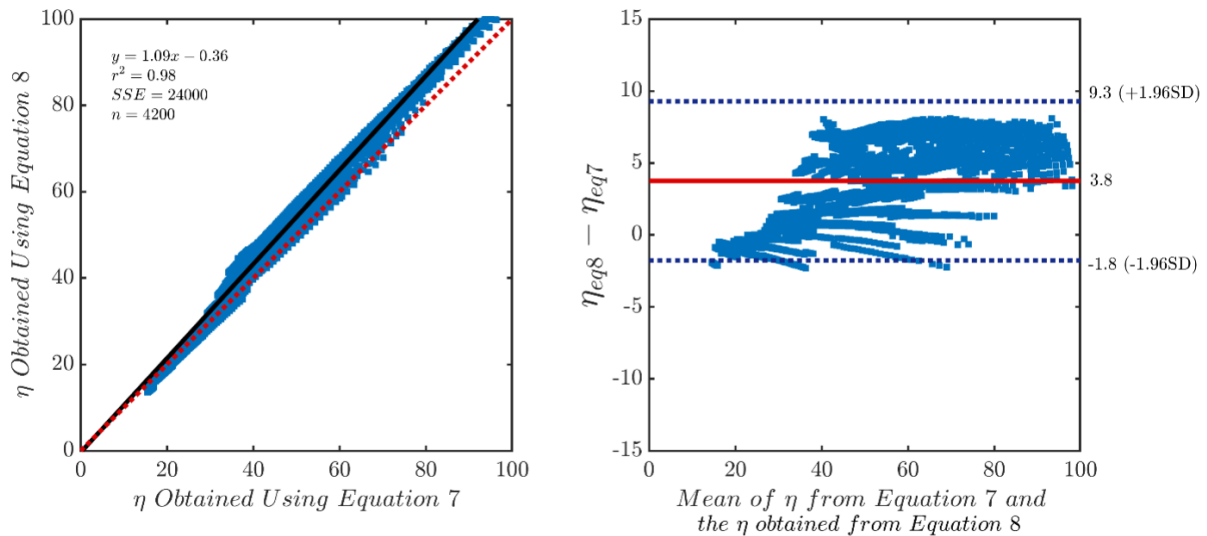 y = 1.09x − 0.36
r² = 0.98
SSE = 24000
n = 4200
η Obtained Using Equation 8
100
80
60
40
20
0
0 20 40 60 80 100
η Obtained Using Equation 7
η_eq8 − η_eq7
15
10
5
0
-5
-10
-15
9.3 (+1.96SD)
3.8
-1.8 (-1.96SD)
0 20 40 60 80 100
Mean of η from Equation 7 and
the η obtained from Equation 8